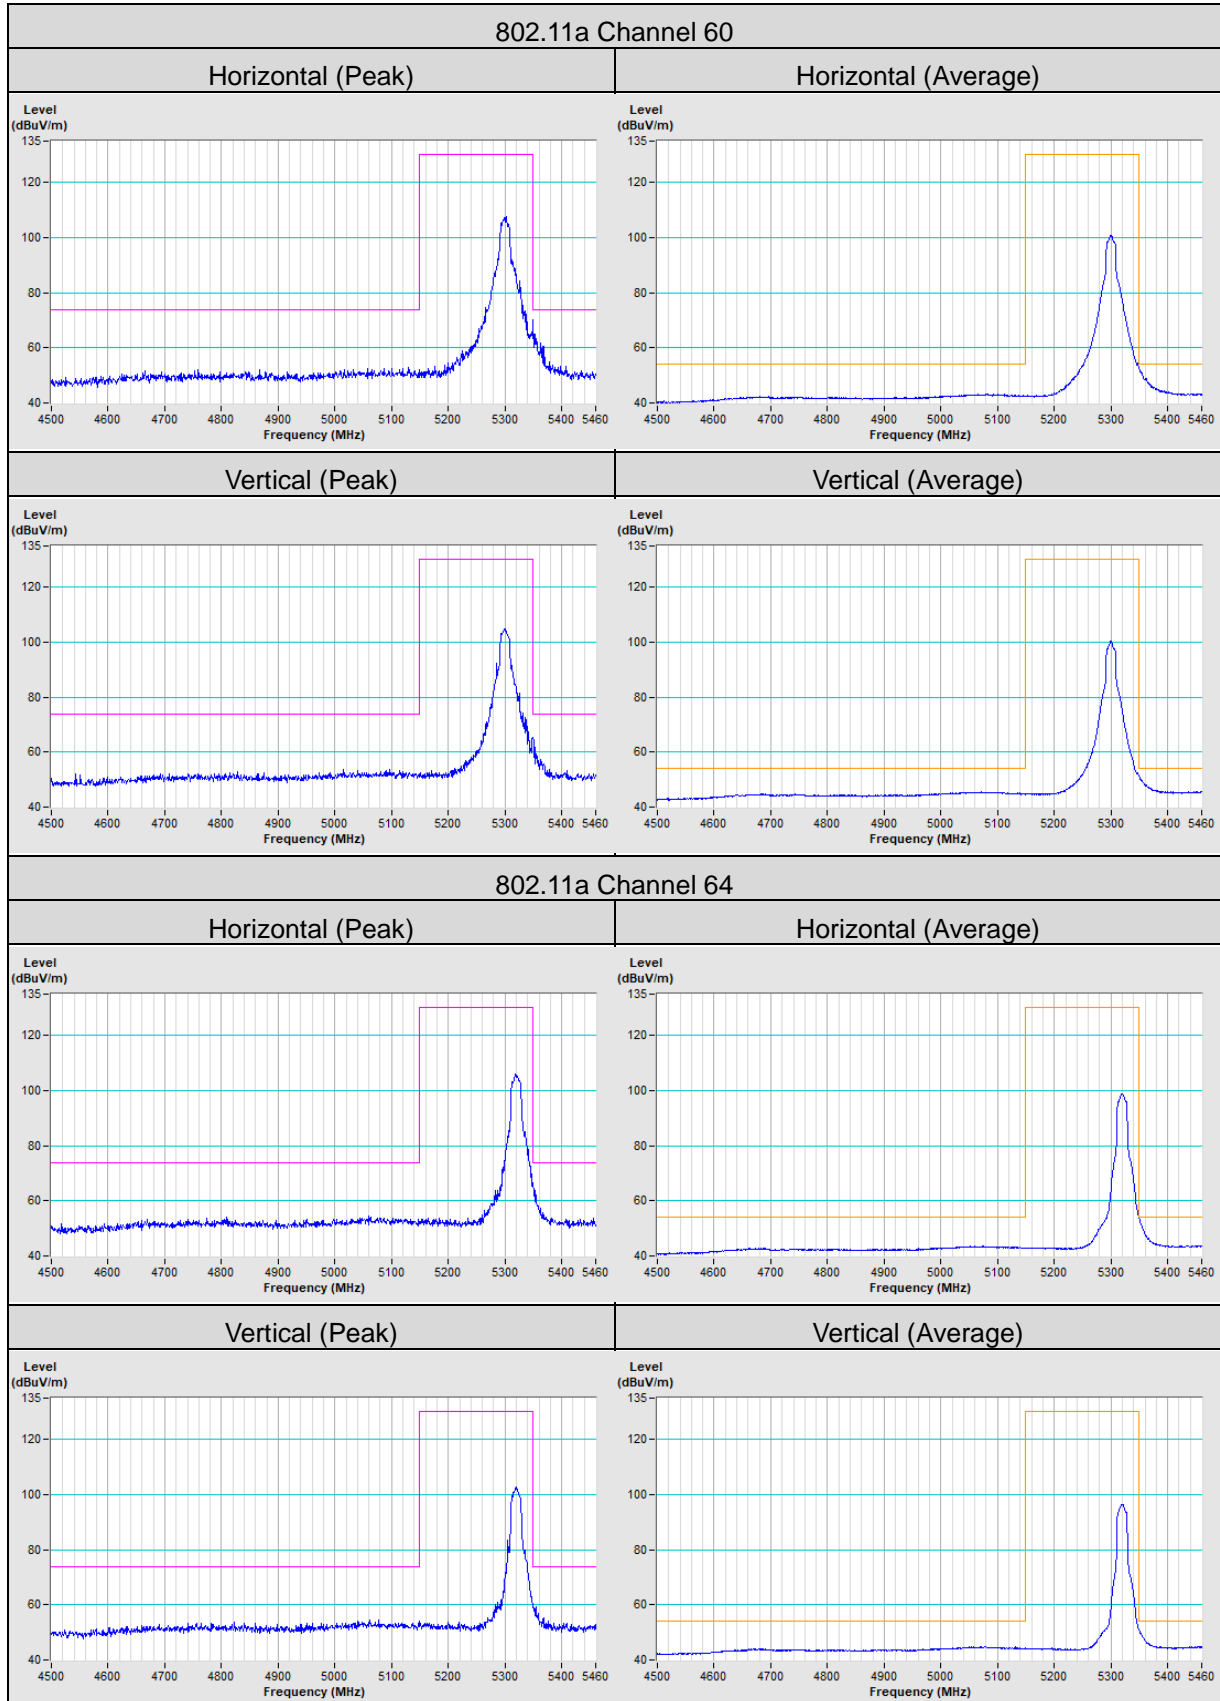 802.11a Channel 60
Horizontal (Peak)
Horizontal (Average)
Level
(dBuV/m)
135
120
100
80
60
40
4500 4600 4700 4800 4900 5000 5100 5200 5300 5400 5460
Frequency (MHz)
Level
(dBuV/m)
135
120
100
80
60
40
4500 4600 4700 4800 4900 5000 5100 5200 5300 5400 5460
Frequency (MHz)
Vertical (Peak)
Vertical (Average)
Level
(dBuV/m)
135
120
100
80
60
40
4500 4600 4700 4800 4900 5000 5100 5200 5300 5400 5460
Frequency (MHz)
Level
(dBuV/m)
135
120
100
80
60
40
4500 4600 4700 4800 4900 5000 5100 5200 5300 5400 5460
Frequency (MHz)
802.11a Channel 64
Horizontal (Peak)
Horizontal (Average)
Level
(dBuV/m)
135
120
100
80
60
40
4500 4600 4700 4800 4900 5000 5100 5200 5300 5400 5460
Frequency (MHz)
Level
(dBuV/m)
135
120
100
80
60
40
4500 4600 4700 4800 4900 5000 5100 5200 5300 5400 5460
Frequency (MHz)
Vertical (Peak)
Vertical (Average)
Level
(dBuV/m)
135
120
100
80
60
40
4500 4600 4700 4800 4900 5000 5100 5200 5300 5400 5460
Frequency (MHz)
Level
(dBuV/m)
135
120
100
80
60
40
4500 4600 4700 4800 4900 5000 5100 5200 5300 5400 5460
Frequency (MHz)